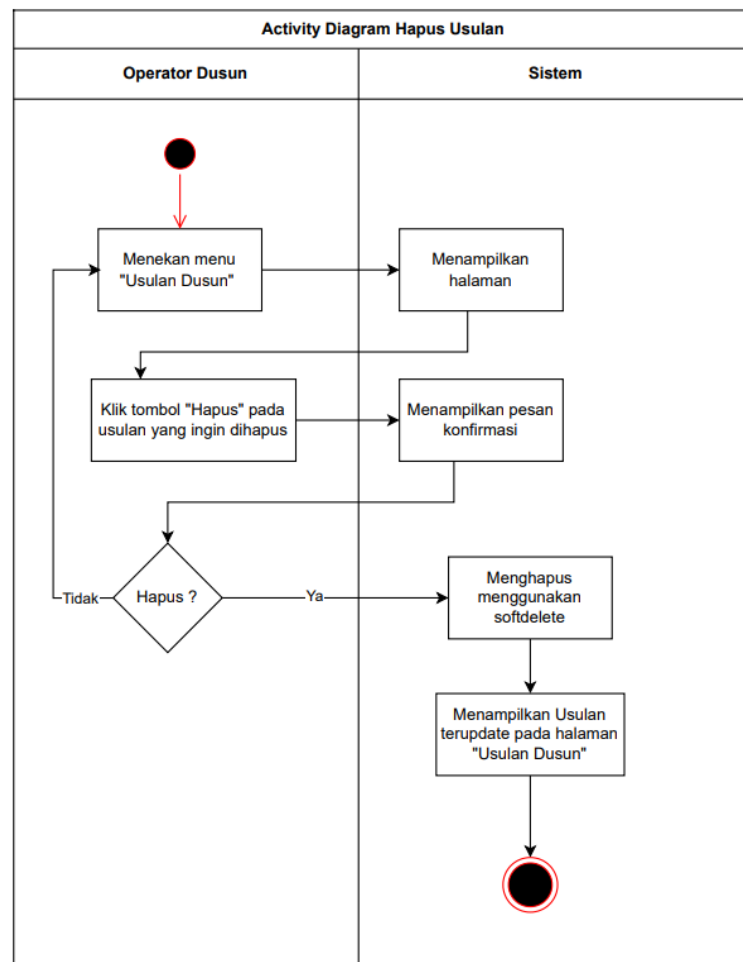 Activity Diagram Hapus Usulan
Operator Dusun
Sistem
Menekan menu
"Usulan Dusun"
Menampilkan
halaman
Klik tombol "Hapus" pada
usulan yang ingin dihapus
Menampilkan pesan
konfirmasi
Tidak
Hapus ?
Ya
Menghapus
menggunakan
softdelete
Menampilkan Usulan
terupdate pada halaman
"Usulan Dusun"